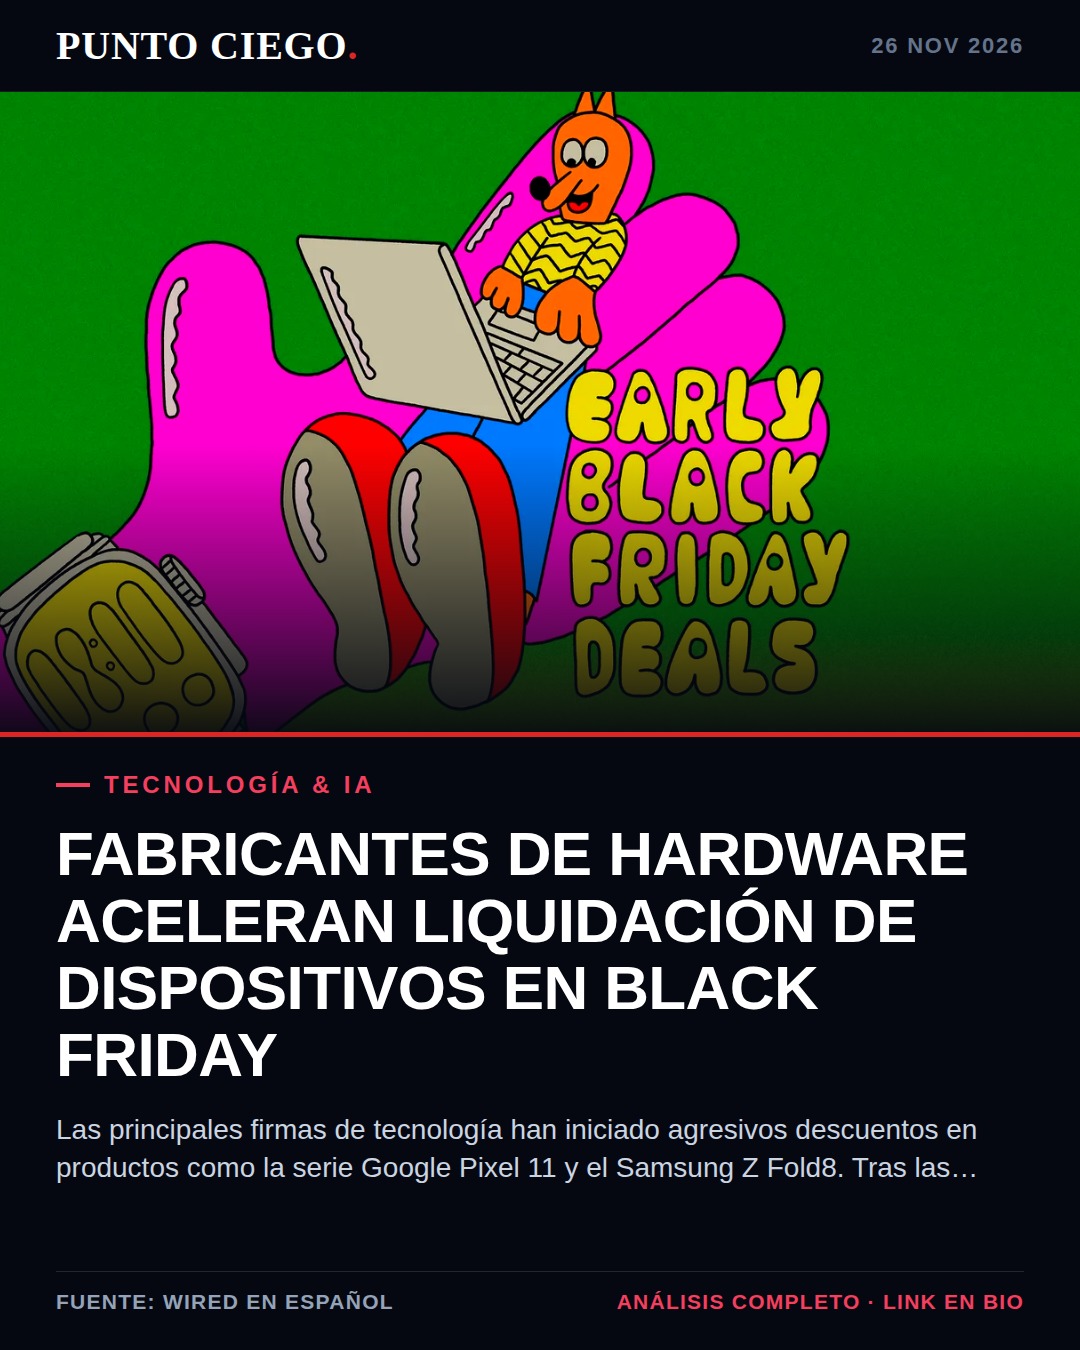 PUNTO CIEGO.
26 NOV 2026
EARLY
BLACK
FRIDAY
DEALS
TECNOLOGÍA & IA
FABRICANTES DE HARDWARE
ACELERAN LIQUIDACIÓN DE
DISPOSITIVOS EN BLACK
FRIDAY
Las principales firmas de tecnología han iniciado agresivos descuentos en
productos como la serie Google Pixel 11 y el Samsung Z Fold8. Tras las…
FUENTE: WIRED EN ESPAÑOL
ANÁLISIS COMPLETO · LINK EN BIO